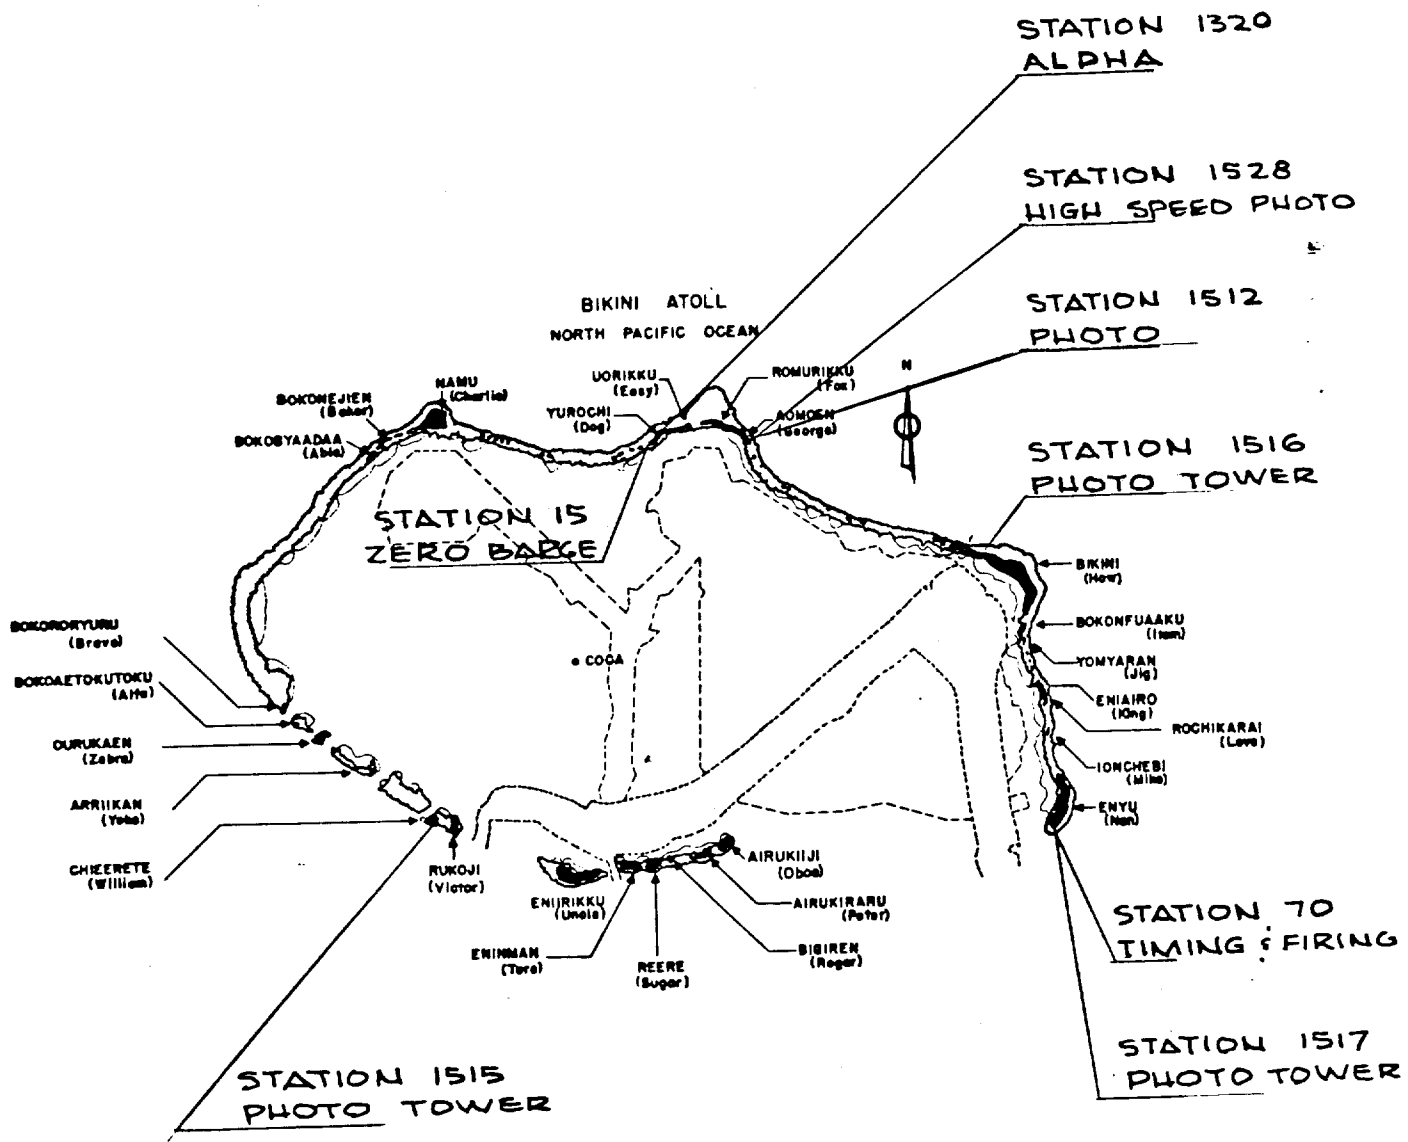 STATION 1320
ALPHA
STATION 1528
HIGH SPEED PHOTO
STATION 1512
PHOTO
BIKINI ATOLL
NORTH PACIFIC OCEAN
N
UORIKKU
(Easy)
ROMURIKKU
(Fox)
YUROCHI
(Dog)
AOMOEN
(George)
NAMU
(Charlie)
BOKONEJIEN
(Baker)
BOKOBYAADAA
(Able)
STATION 1516
PHOTO TOWER
STATION 15
ZERO BARGE
BIKINI
(How)
BOKONFUAAKU
(Item)
YOMYARAN
(Jig)
ENIAIRO
(King)
ROCHIKARAI
(Love)
IONCHEBI
(Mike)
ENYU
(Nan)
COCA
BOKORORYURU
(Bravo)
BOKOAETOKUTOKU
(Alfa)
OURUKAEN
(Zebra)
ARRIIKAN
(Yoke)
CHIEERETE
(William)
RUKOJI
(Victor)
ENIIRIKKU
(Uncle)
AIRUKIIJI
(Oboe)
AIRUKIRARU
(Peter)
BIGIREN
(Roger)
ENINMAN
(Tare)
REERE
(Sugar)
STATION 70
TIMING & FIRING
STATION 1517
PHOTO TOWER
STATION 1515
PHOTO TOWER